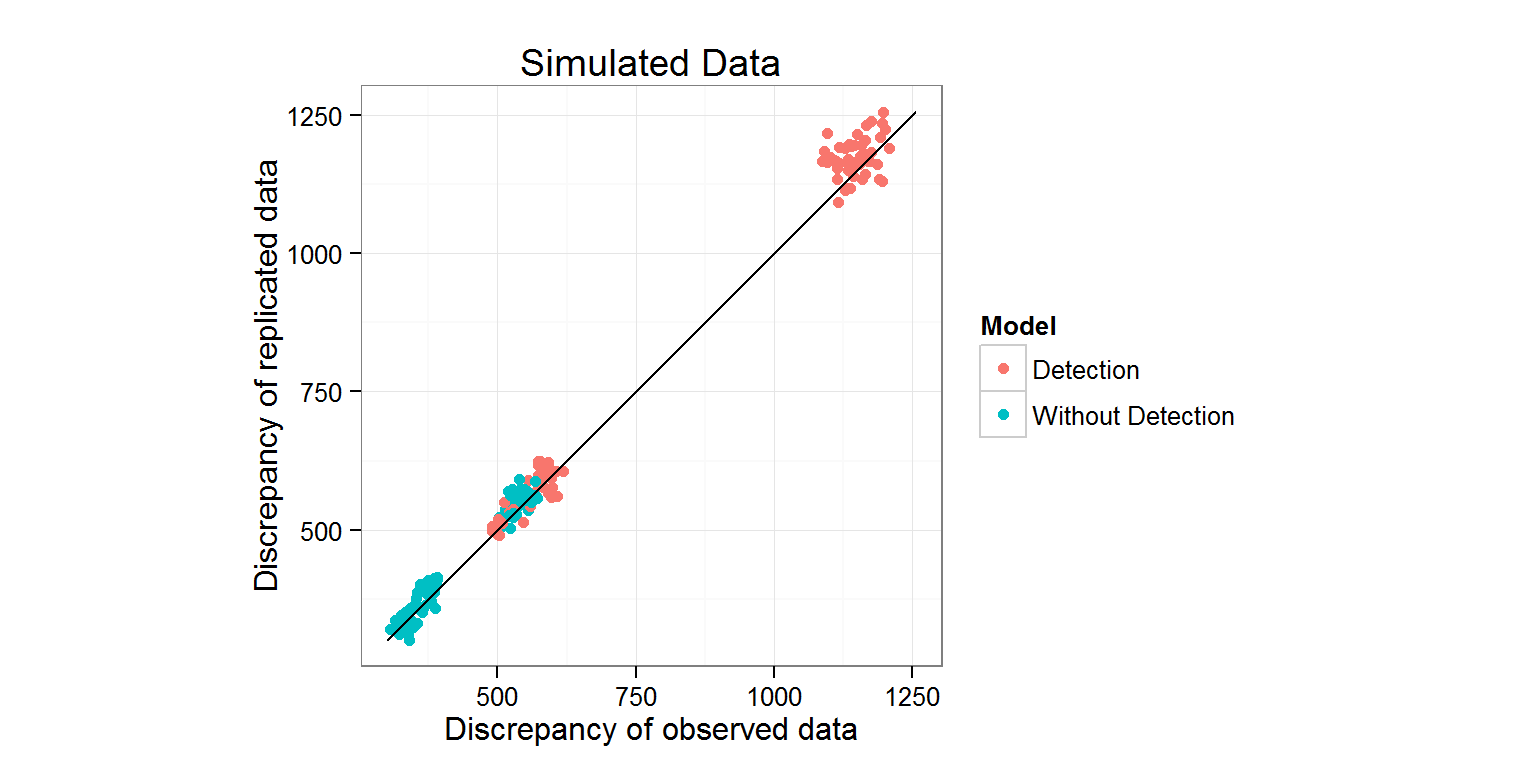 Simulated Data
1250
1000
750
500
Discrepancy of replicated data
500 750 1000 1250
Discrepancy of observed data
Model
Detection
Without Detection